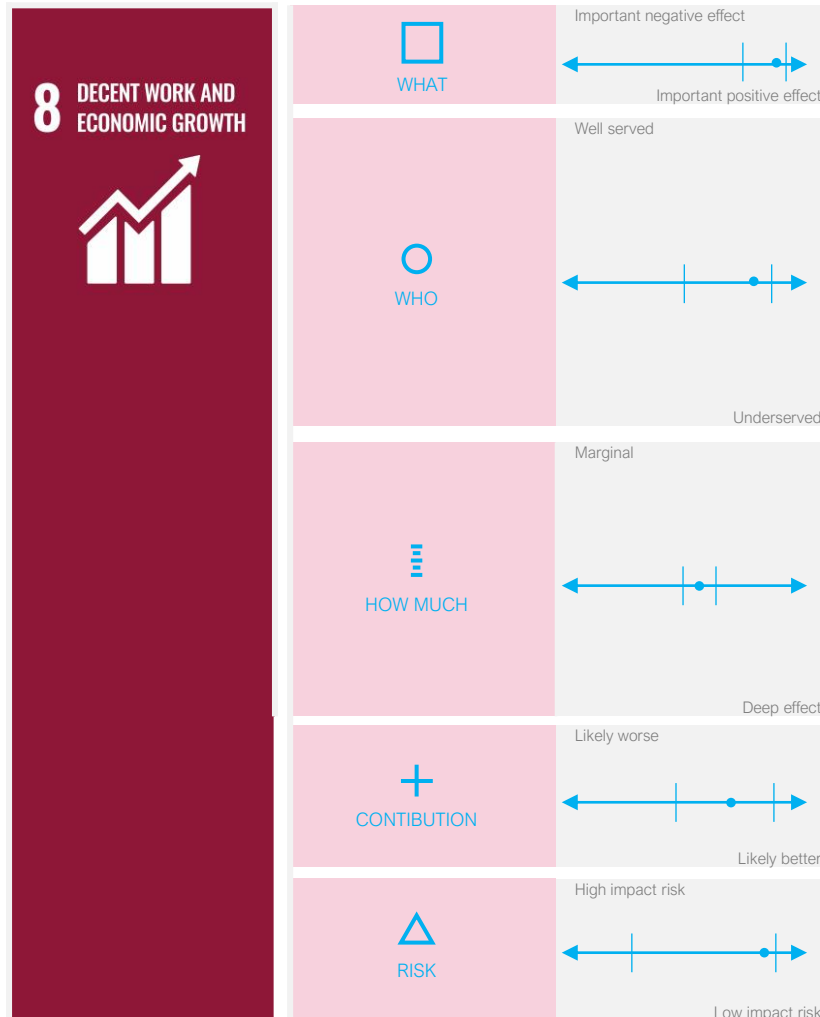 8 DECENT WORK AND
ECONOMIC GROWTH
WHAT
Important negative effect
Important positive effect
WHO
Well served
Underserved
HOW MUCH
Marginal
Deep effect
CONTIBUTION
Likely worse
Likely better
RISK
High impact risk
Low impact risk